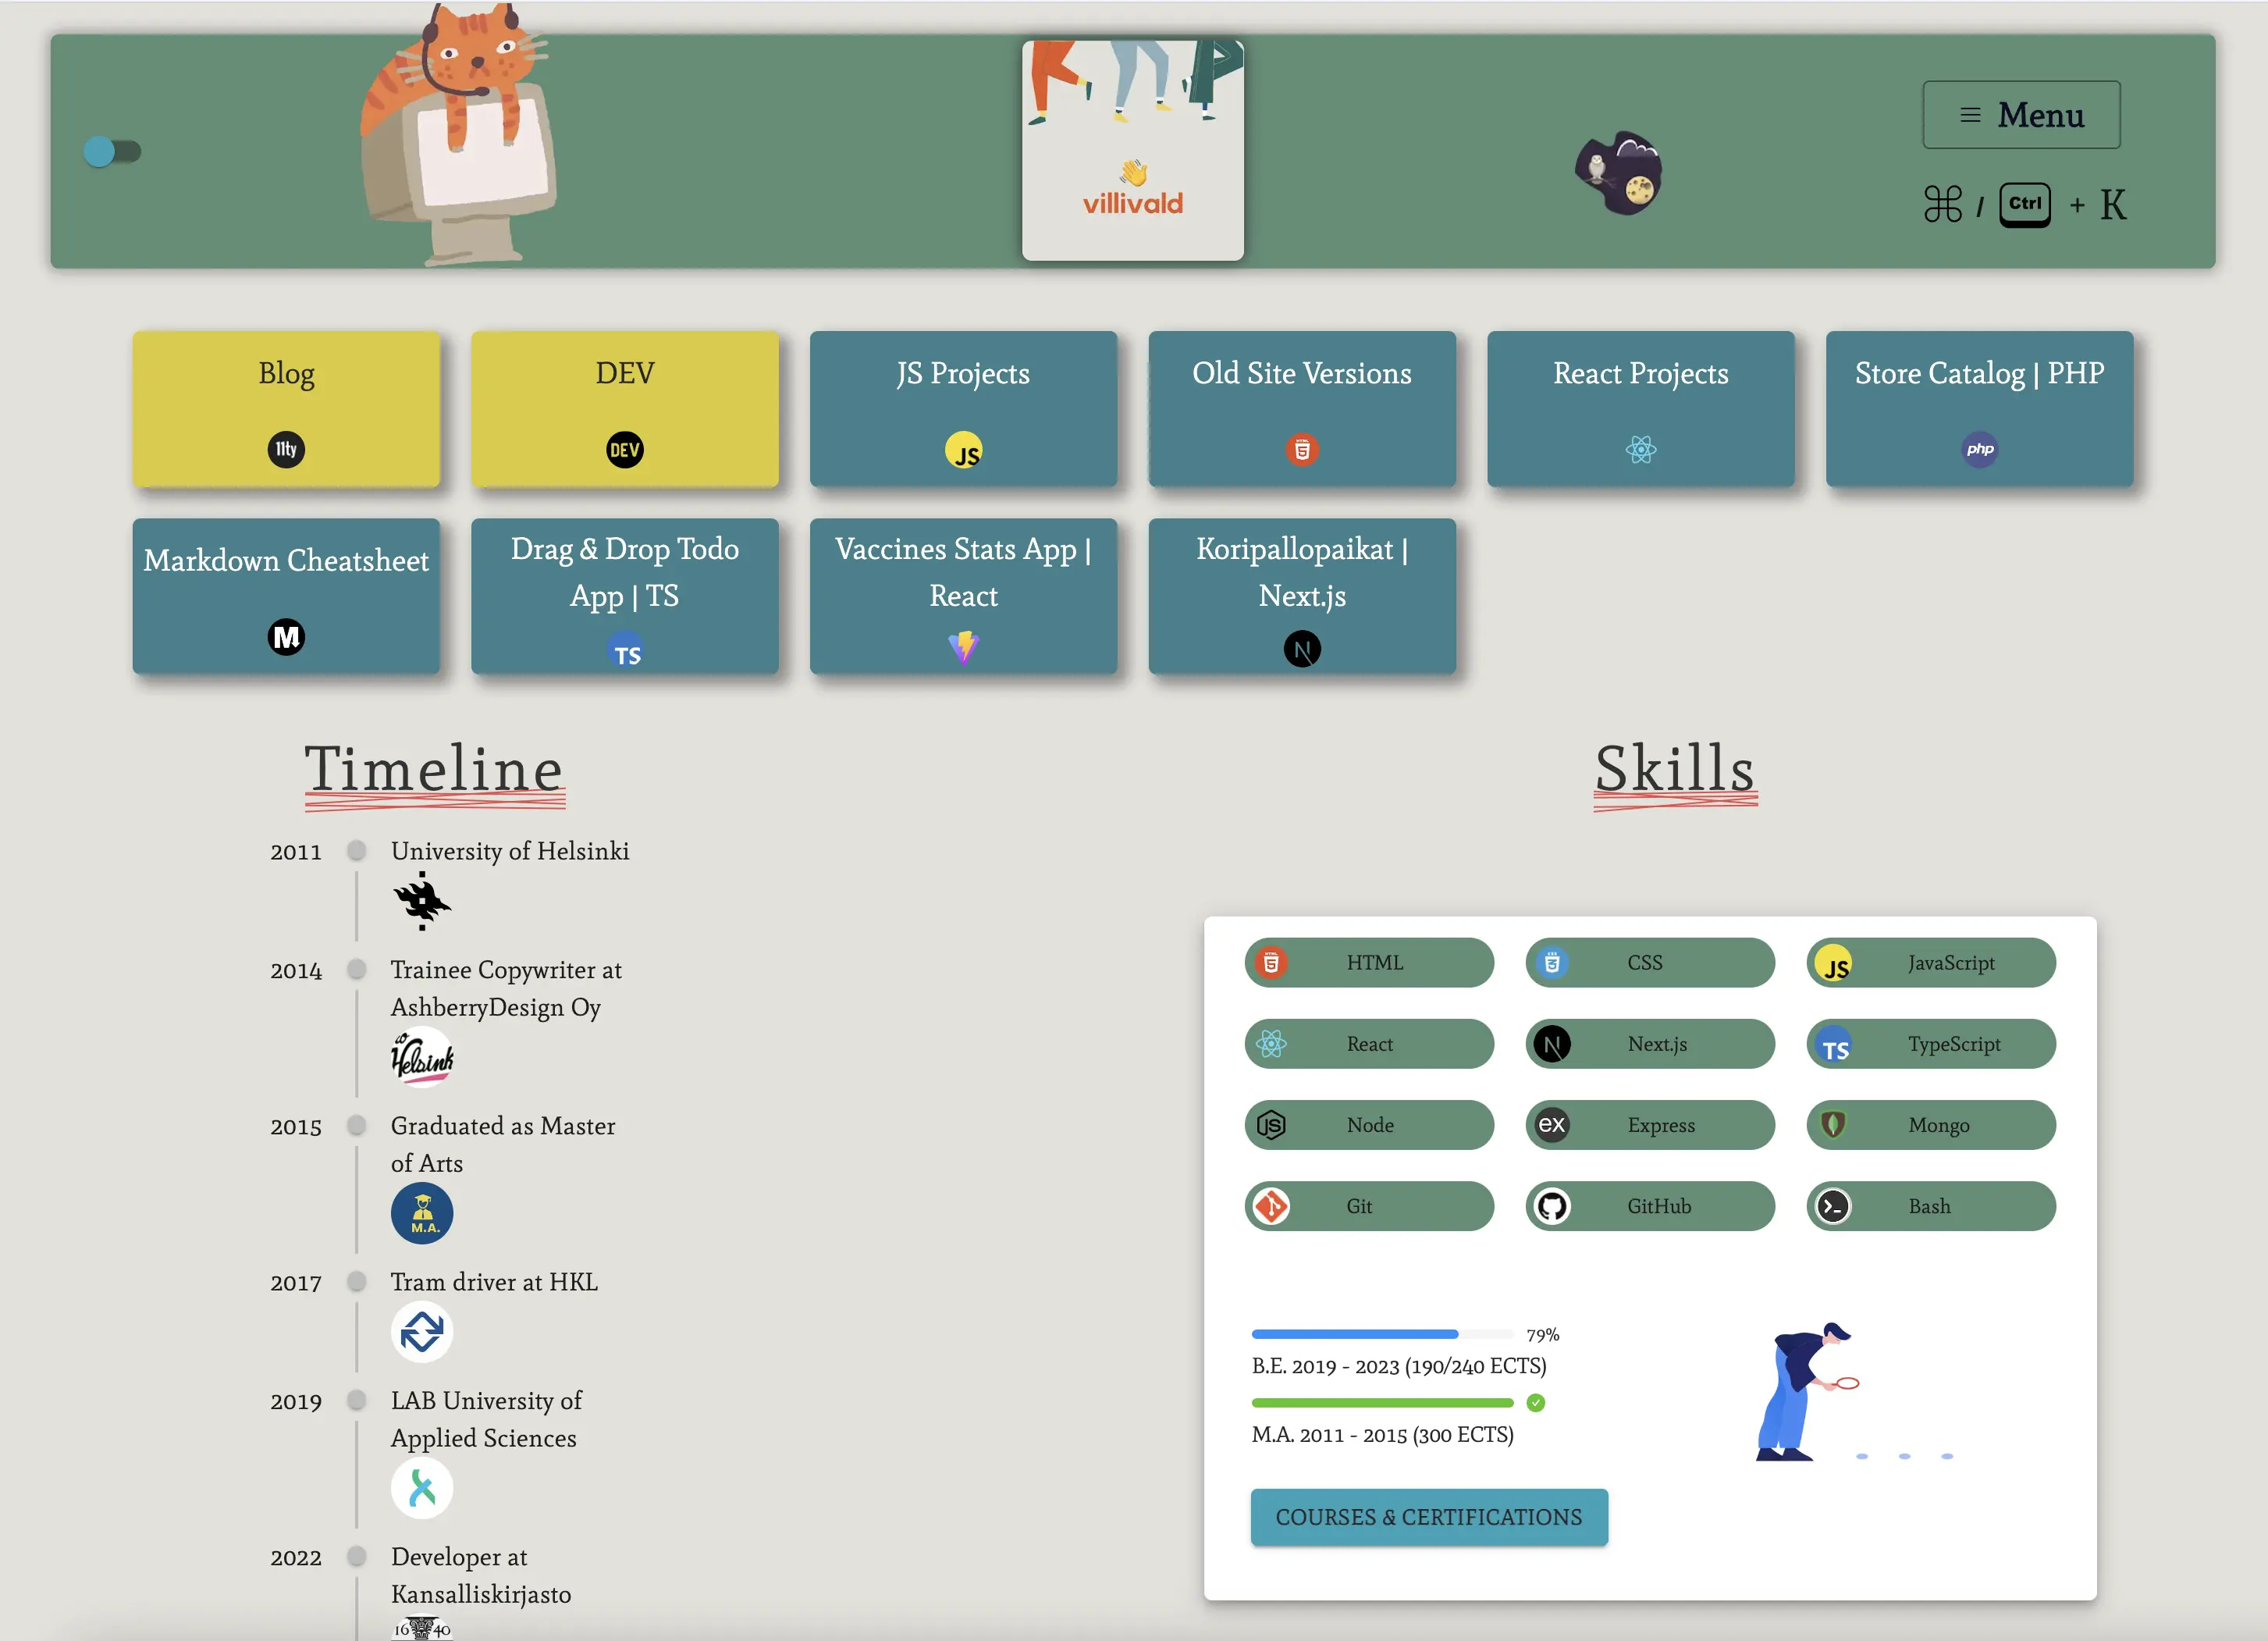 👋
villivald
≡ Menu
⌘ / Ctrl + K
Blog
11ty
DEV
DEV
JS Projects
JS
Old Site Versions
HTML
5
React Projects
Store Catalog | PHP
php
Markdown Cheatsheet
M
Drag & Drop Todo
App | TS
TS
Vaccines Stats App |
React
Koripallopaikat |
Next.js
N
Timeline
2011
University of Helsinki
2014
Trainee Copywriter at
AshberryDesign Oy
Helsink
2015
Graduated as Master
of Arts
M.A.
2017
Tram driver at HKL
2019
LAB University of
Applied Sciences
2022
Developer at
Kansalliskirjasto
16 40
Skills
HTML
CSS
JS JavaScript
React
N Next.js
TS TypeScript
JS Node
ex Express
Mongo
Git
GitHub
>_ Bash
79%
B.E. 2019 - 2023 (190/240 ECTS)
M.A. 2011 - 2015 (300 ECTS)
COURSES & CERTIFICATIONS